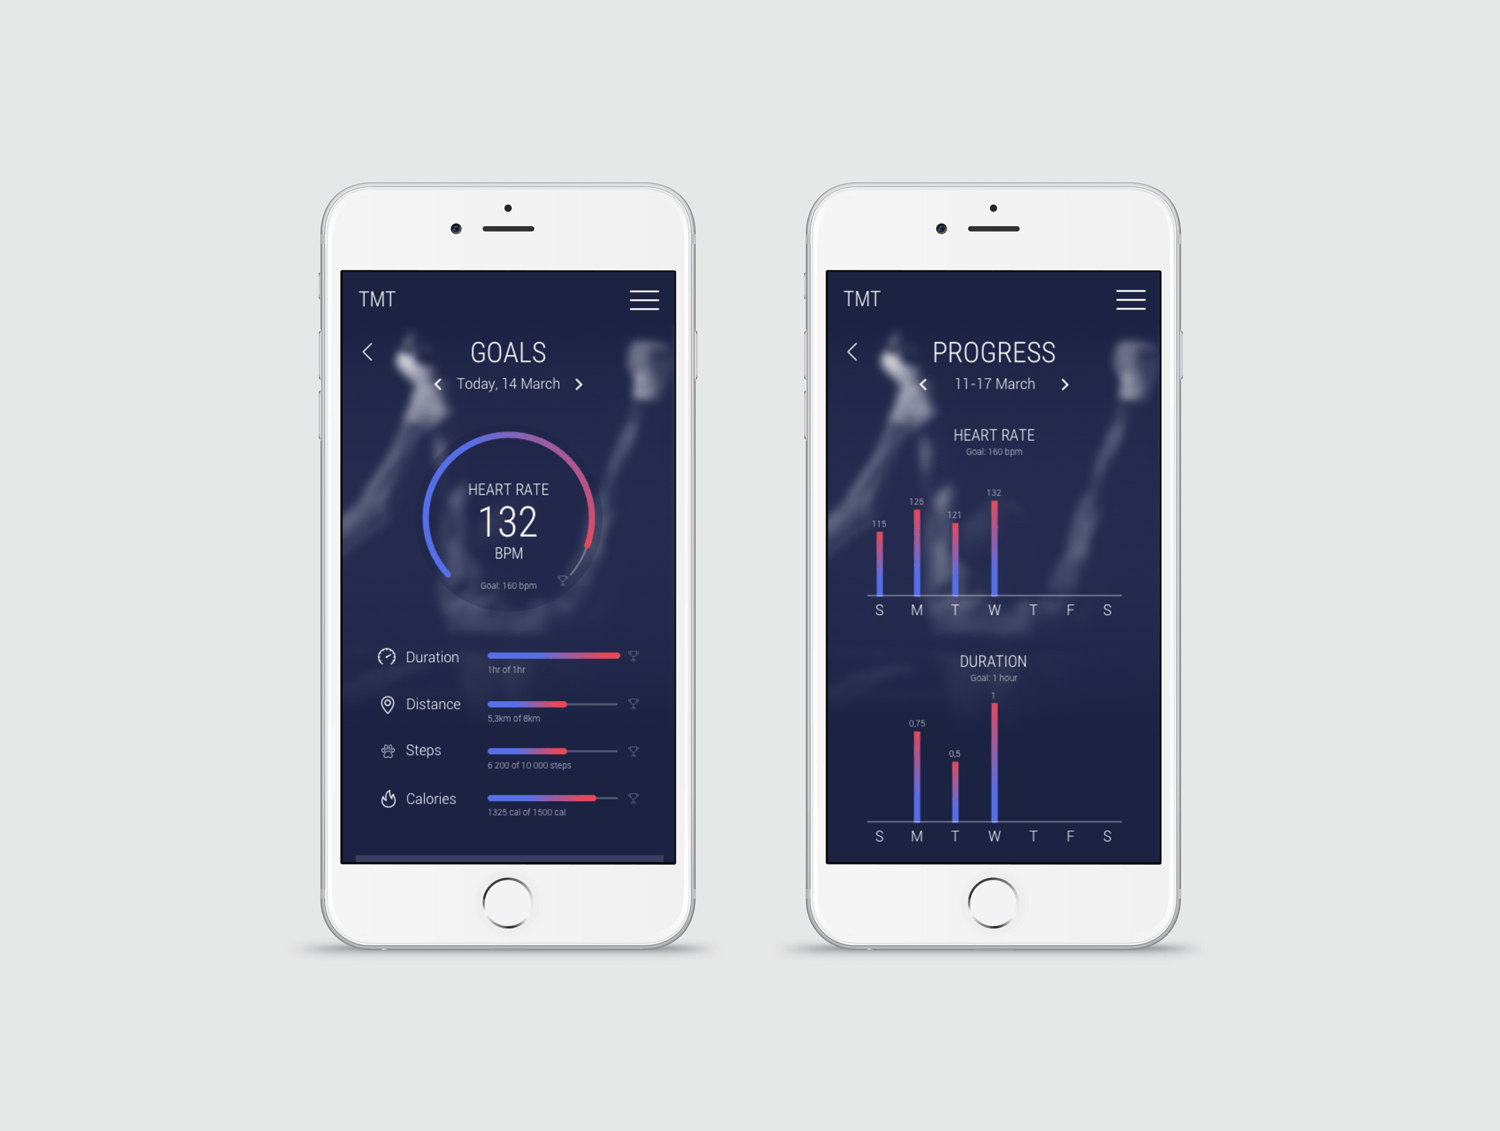 TMT
GOALS
Today, 14 March
HEART RATE
132
BPM
Goal: 160 bpm
Duration
1hr of 1hr
Distance
5,3km of 8km
Steps
6 200 of 10 000 steps
Calories
1325 cal of 1500 cal
TMT
PROGRESS
11-17 March
HEART RATE
Goal: 160 bpm
115 126 121 132
S M T W T F S
DURATION
Goal: 1 hour
0,75 0,5 1
S M T W T F S